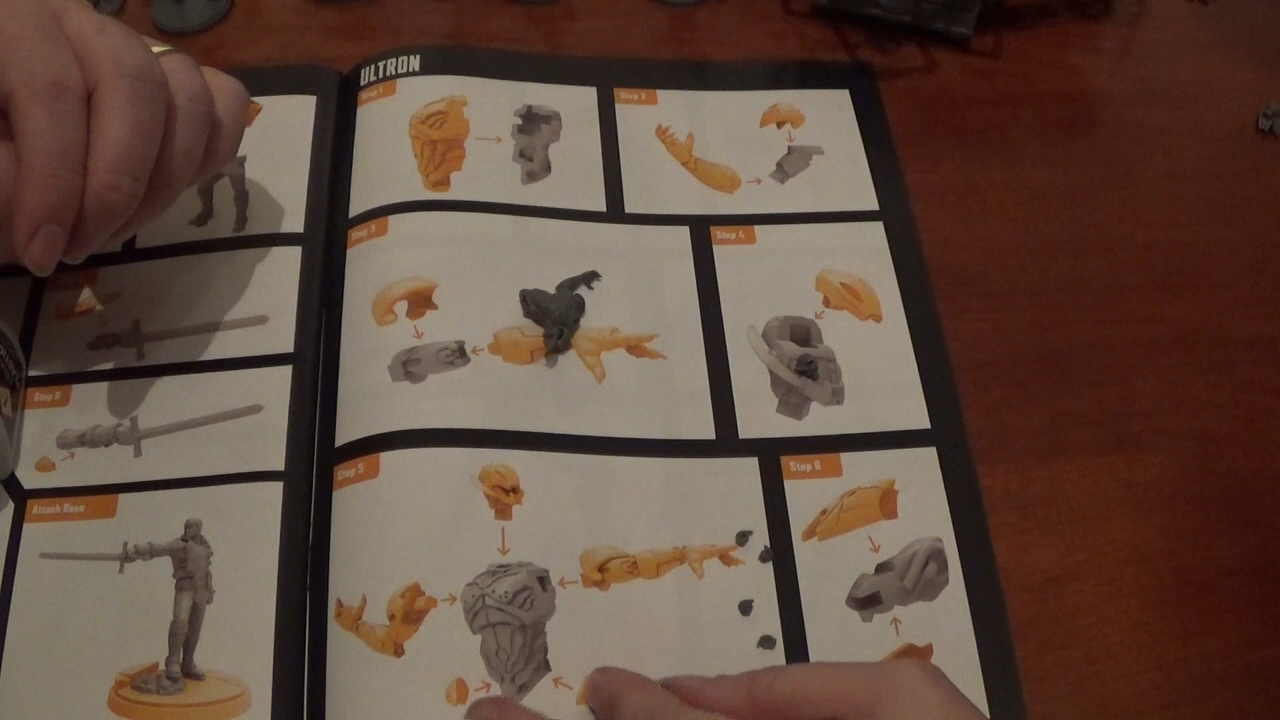 Step 8
Attach Base
ULTRON
Step 1
Step 2
Step 3
Step 4
Step 5
Step 6